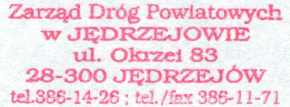 Zarząd Dróg Powiatowych
w JĘDRZEJOWIE
ul. Okrzei 83
28-300 JĘDRZEJÓW
tel.386-14-26 ; tel./fax 386-11-71